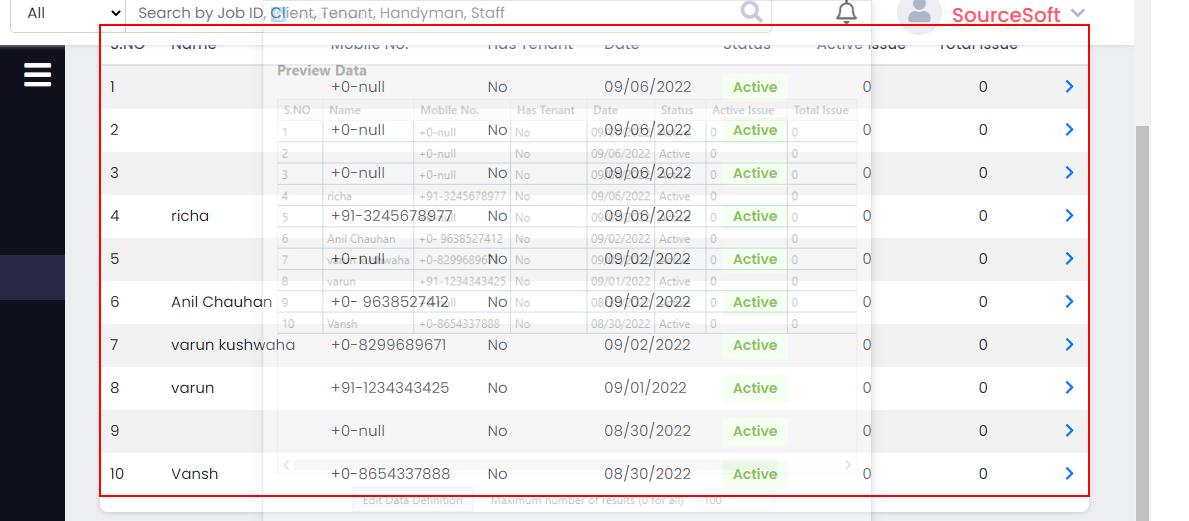 All Search by Job ID, Client, Tenant, Handyman, Staff SourceSoft
S.NO Name Mobile No. Has Tenant Date Status Active Issue Total Issue
1 +0-null No 09/06/2022 Active 0 0
2 +0-null No 09/06/2022 Active 0 0
3 +0-null No 09/06/2022 Active 0 0
4 richa +91-3245678977 No 09/06/2022 Active 0 0
5 +0-null No 09/02/2022 Active 0 0
6 Anil Chauhan +0- 9638527412 No 09/02/2022 Active 0 0
7 varun kushwaha +0-8299689671 No 09/02/2022 Active 0 0
8 varun +91-1234343425 No 09/01/2022 Active 0 0
9 +0-null No 08/30/2022 Active 0 0
10 Vansh +0-8654337888 No 08/30/2022 Active 0 0
Preview Data
S.NO Name Mobile No. Has Tenant Date Status Active Issue Total Issue
1 +0-null No 09/06/2022 Active 0 0
2 +0-null No 09/06/2022 Active 0 0
3 +0-null No 09/06/2022 Active 0 0
4 richa +91-3245678977 No 09/06/2022 Active 0 0
5 +0-null No Active 0 0
6 Anil Chauhan +0- 9638527412 No 09/02/2022 Active 0 0
7 varun kushwaha No Active 0 0
8 varun +91-1234343425 No 09/01/2022 Active 0 0
9 +0-null No Active 0 0
10 Vansh +0-8654337888 No 08/30/2022 Active 0 0
Edit Data Definition Maximum number of results (0 for all) 100